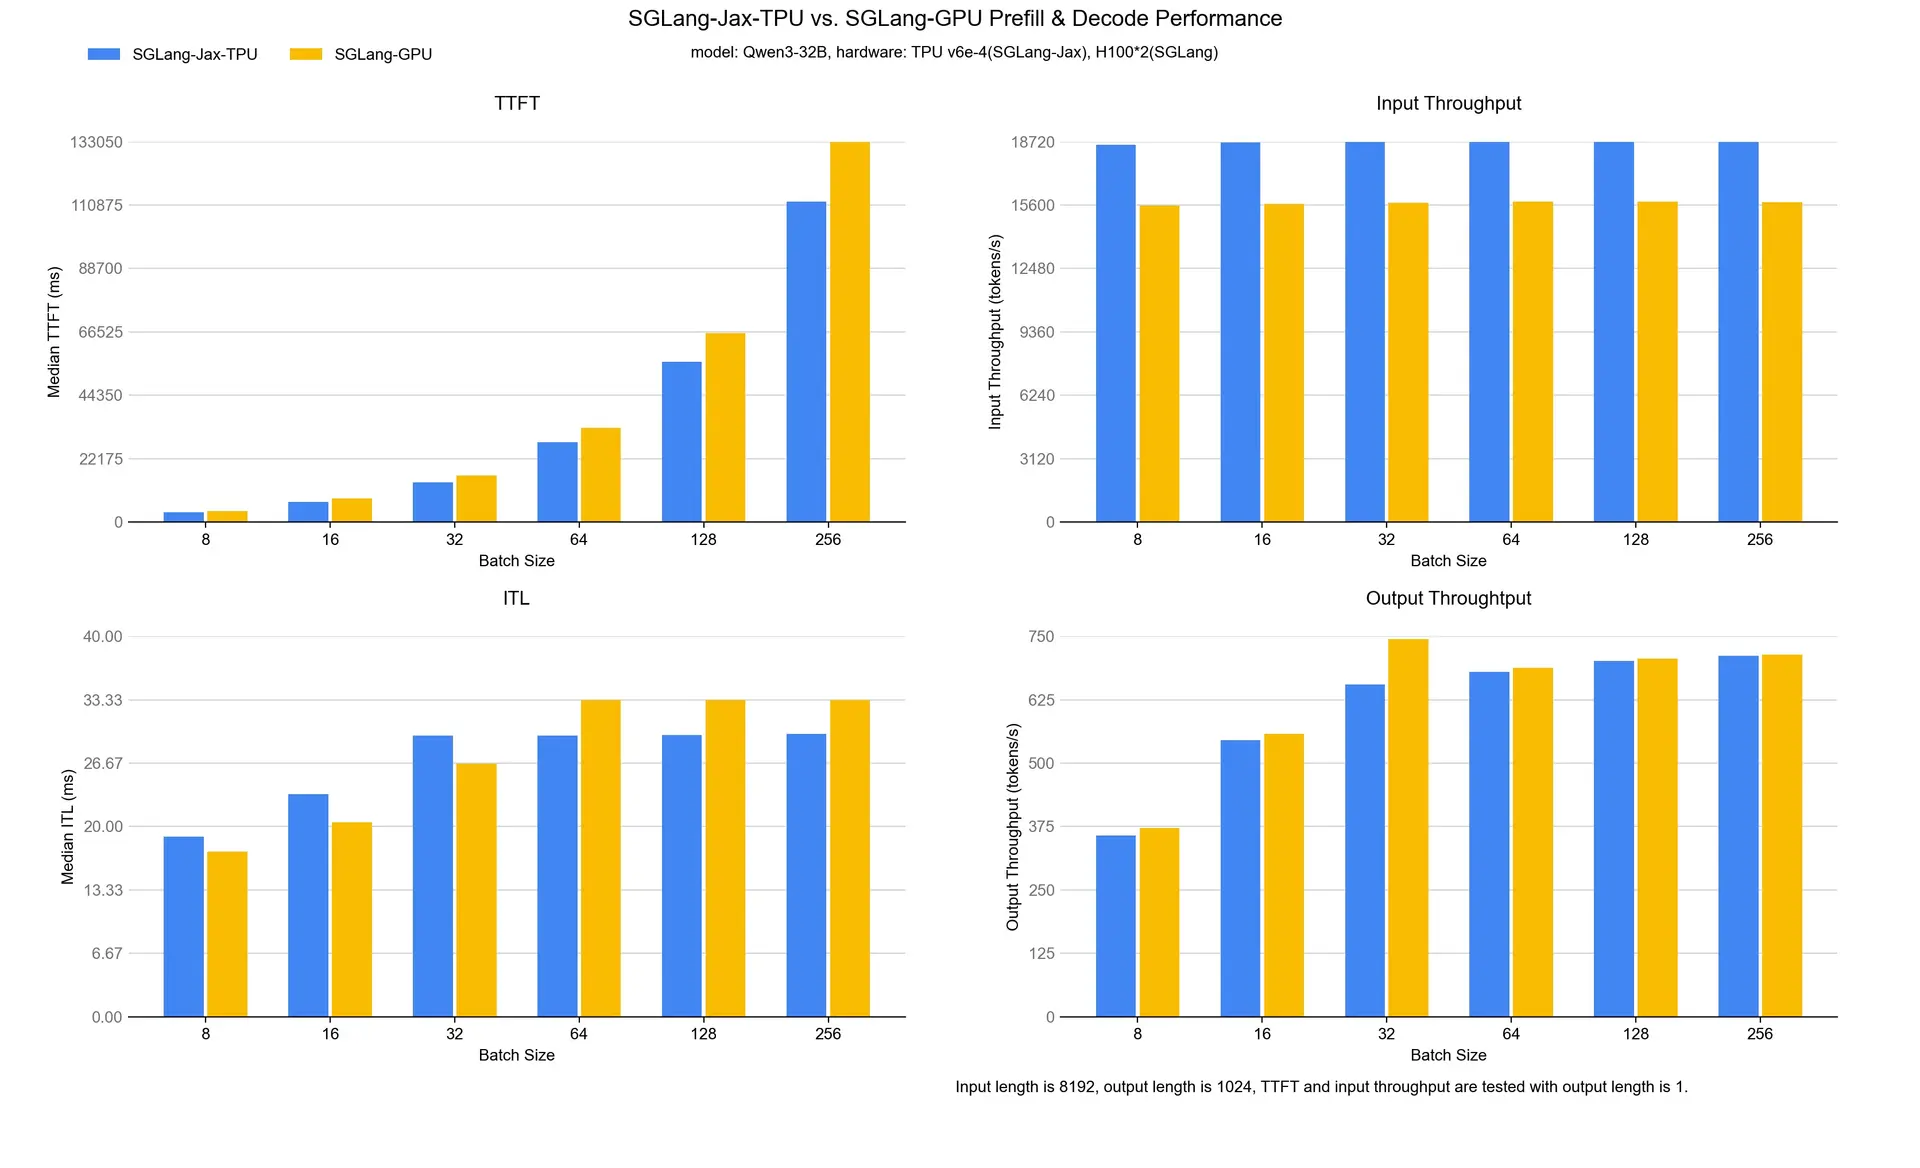 SGLang-Jax-TPU vs. SGLang-GPU Prefill & Decode Performance
SGLang-Jax-TPU
SGLang-GPU
model: Qwen3-32B, hardware: TPU v6e-4(SGLang-Jax), H100*2(SGLang)
TTFT
Median TTFT (ms)
133050
110875
88700
66525
44350
22175
0
8 16 32 64 128 256
Batch Size
Input Throughput
Input Throughput (tokens/s)
18720
15600
12480
9360
6240
3120
0
8 16 32 64 128 256
Batch Size
ITL
Median ITL (ms)
40.00
33.33
26.67
20.00
13.33
6.67
0.00
8 16 32 64 128 256
Batch Size
Output Throughtput
Output Throughput (tokens/s)
750
625
500
375
250
125
0
8 16 32 64 128 256
Batch Size
Input length is 8192, output length is 1024, TTFT and input throughput are tested with output length is 1.